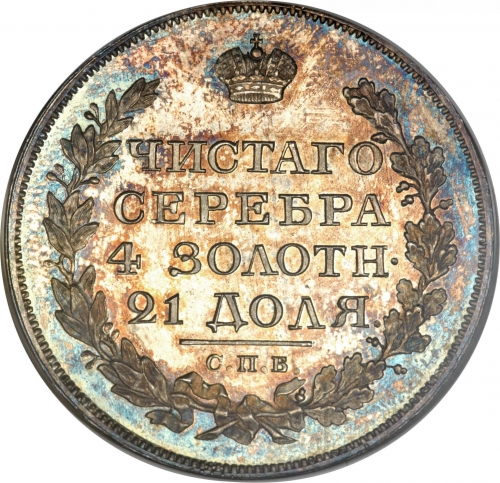 ЧИСТАГО
СЕРЕБРА
4 ЗОЛОТН·
21 ДОЛЯ.
С.П.Б.